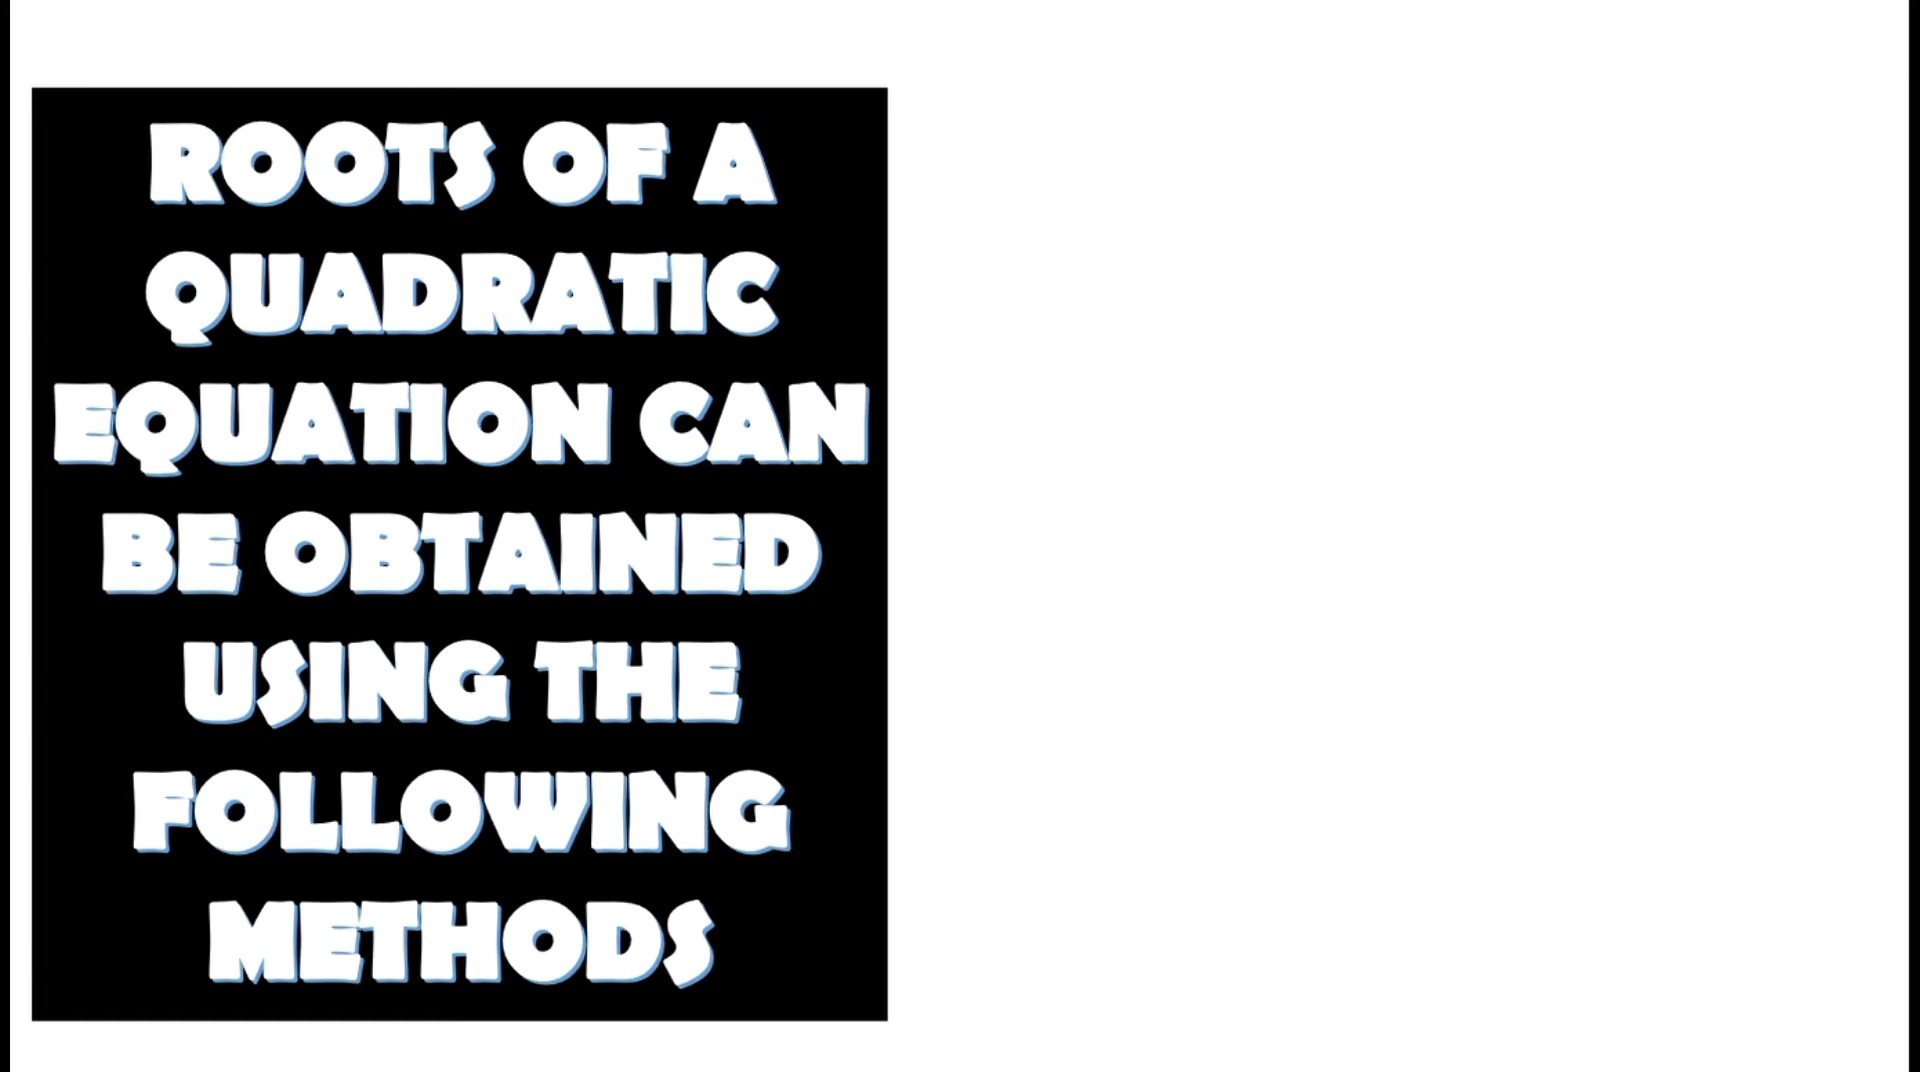 ROOTS OF A
QUADRATIC
EQUATION CAN
BE OBTAINED
USING THE
FOLLOWING
METHODS